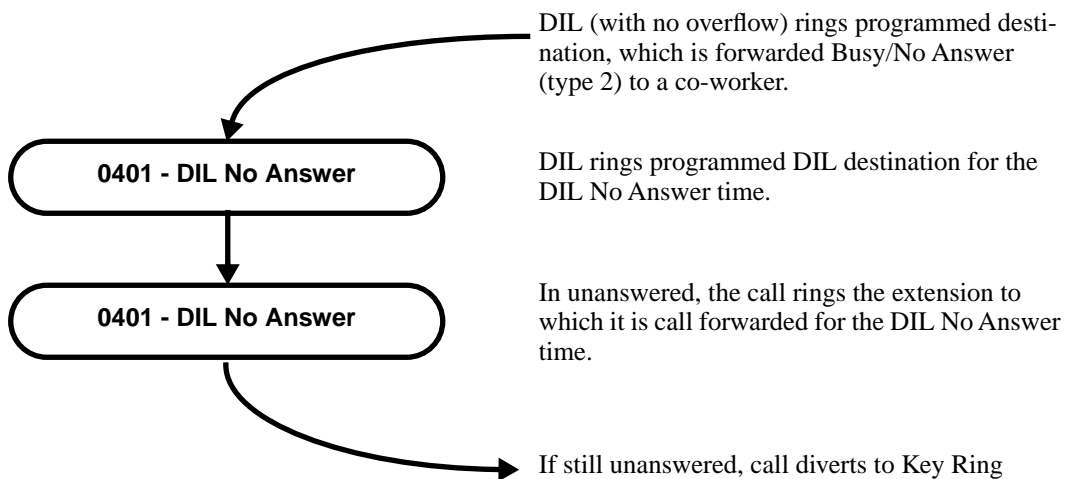 DIL (with no overflow) rings programmed desti-
nation, which is forwarded Busy/No Answer
(type 2) to a co-worker.
0401 - DIL No Answer
DIL rings programmed DIL destination for the
DIL No Answer time.
0401 - DIL No Answer
In unanswered, the call rings the extension to
which it is call forwarded for the DIL No Answer
time.
If still unanswered, call diverts to Key Ring